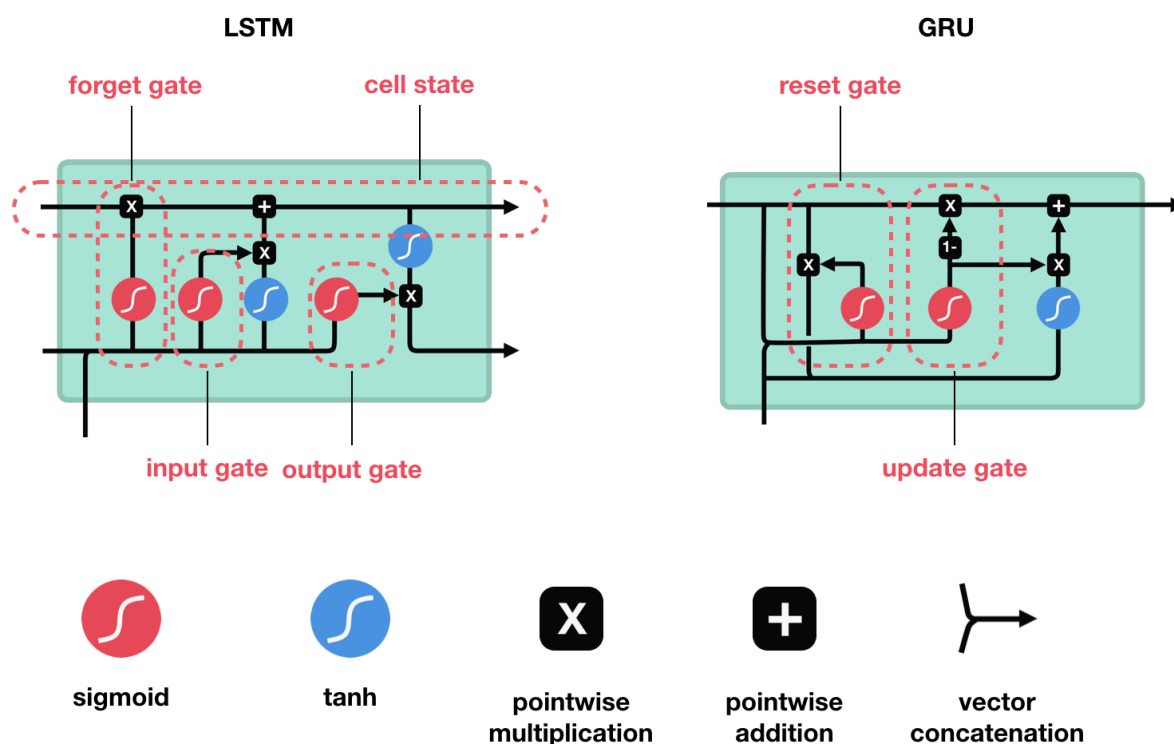 LSTM
GRU
forget gate
cell state
reset gate
x
+
x
+
x
x
1-
x
x
input gate
output gate
update gate
X
+
sigmoid
tanh
pointwise
multiplication
pointwise
addition
vector
concatenation